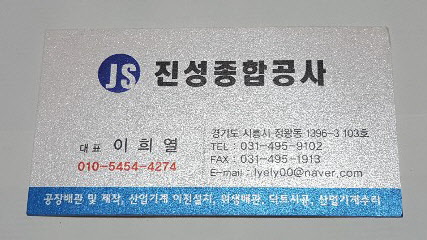 JS 진성종합공사
대표 이희열
010-5454-4274
경기도 시흥시 정왕동 1396-3 103호
TEL : 031-495-9102
FAX : 031-495-1913
E-mail : lyely00@naver.com
공장배관 및 제작, 산업기계 이전설치, 위생배관, 닥트시공, 산업기계수리